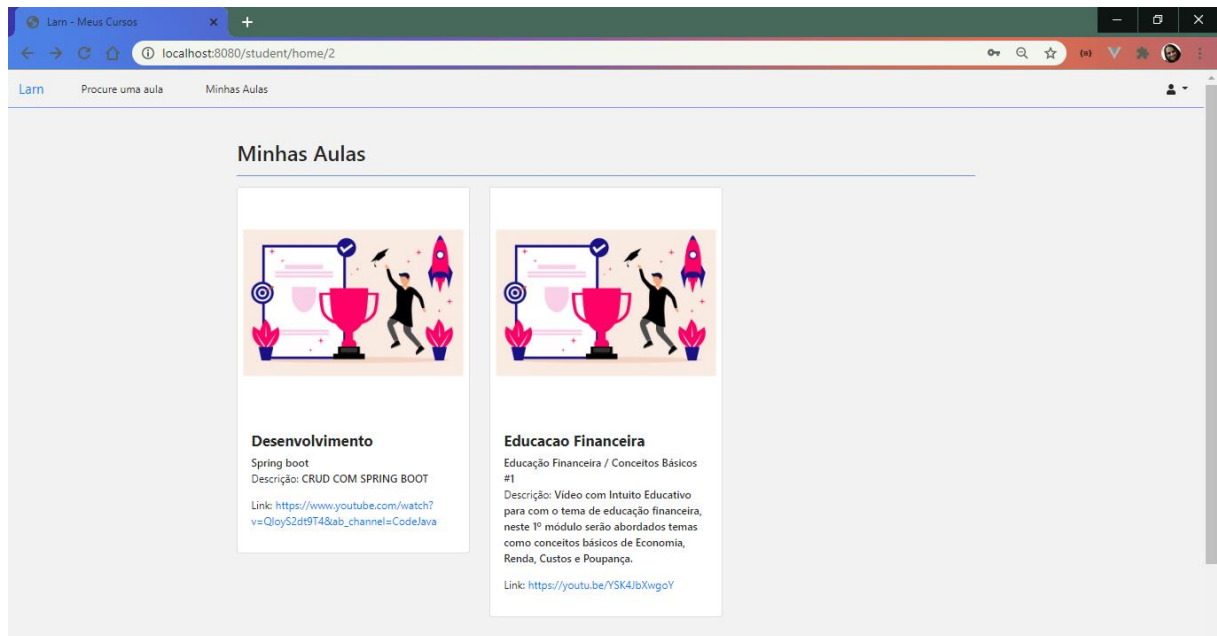 Larn - Meus Cursos
localhost:8080/student/home/2
Larn Procure uma aula Minhas Aulas
Minhas Aulas
Desenvolvimento
Spring boot
Descrição: CRUD COM SPRING BOOT
Link: https://www.youtube.com/watch?
v=QIoyS2dt9T4&ab_channel=CodeJava
Educacao Financeira
Educação Financeira / Conceitos Básicos
#1
Descrição: Vídeo com Intuito Educativo
para com o tema de educação financeira,
neste 1º módulo serão abordados temas
como conceitos básicos de Economia,
Renda, Custos e Poupança.
Link: https://youtu.be/YSK4JbXwgoY